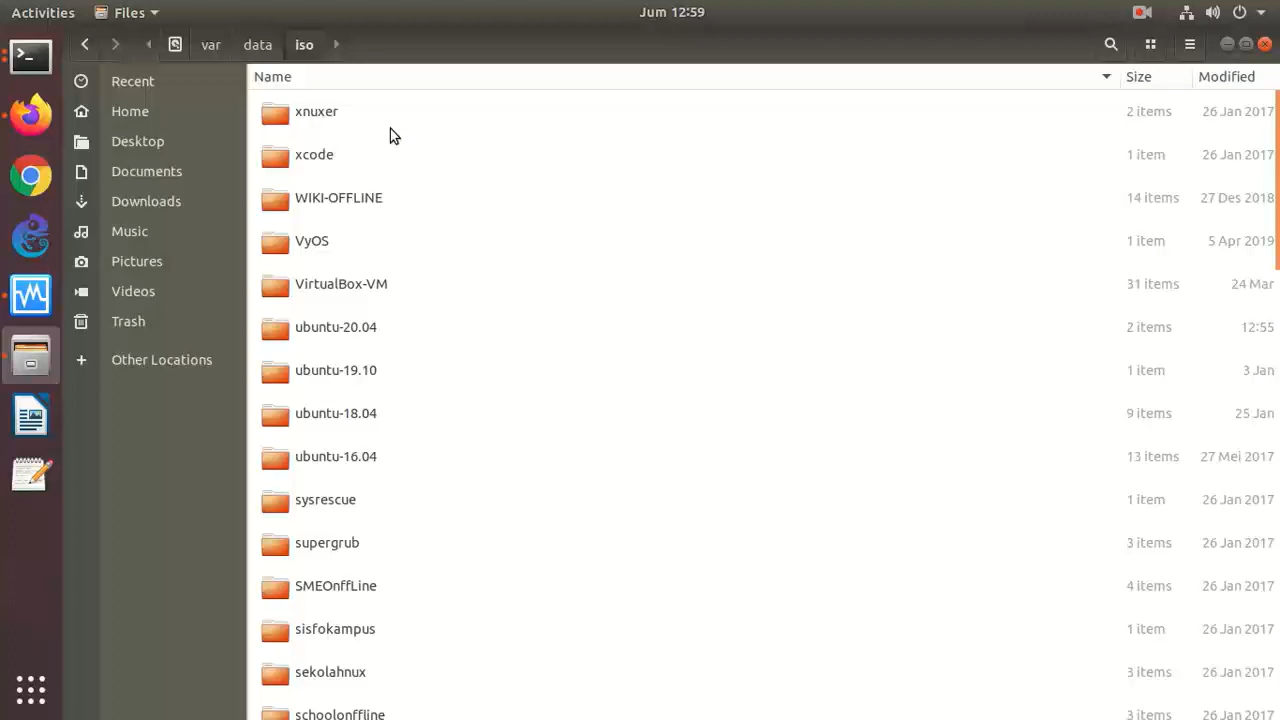 Activities Files Jum 12:59
var data iso
Name Size Modified
Recent
Home
Desktop
Documents
Downloads
Music
Pictures
Videos
Trash
Other Locations
xnuxer 2 items 26 Jan 2017
xcode 1 item 26 Jan 2017
WIKI-OFFLINE 14 items 27 Des 2018
VyOS 1 item 5 Apr 2019
VirtualBox-VM 31 items 24 Mar
ubuntu-20.04 2 items 12:55
ubuntu-19.10 1 item 3 Jan
ubuntu-18.04 9 items 25 Jan
ubuntu-16.04 13 items 27 Mei 2017
sysrescue 1 item 26 Jan 2017
supergrub 3 items 26 Jan 2017
SMEOnffLine 4 items 26 Jan 2017
sisfokampus 1 item 26 Jan 2017
sekolahnux 3 items 26 Jan 2017
schoolonffline 3 items 26 Jan 2017